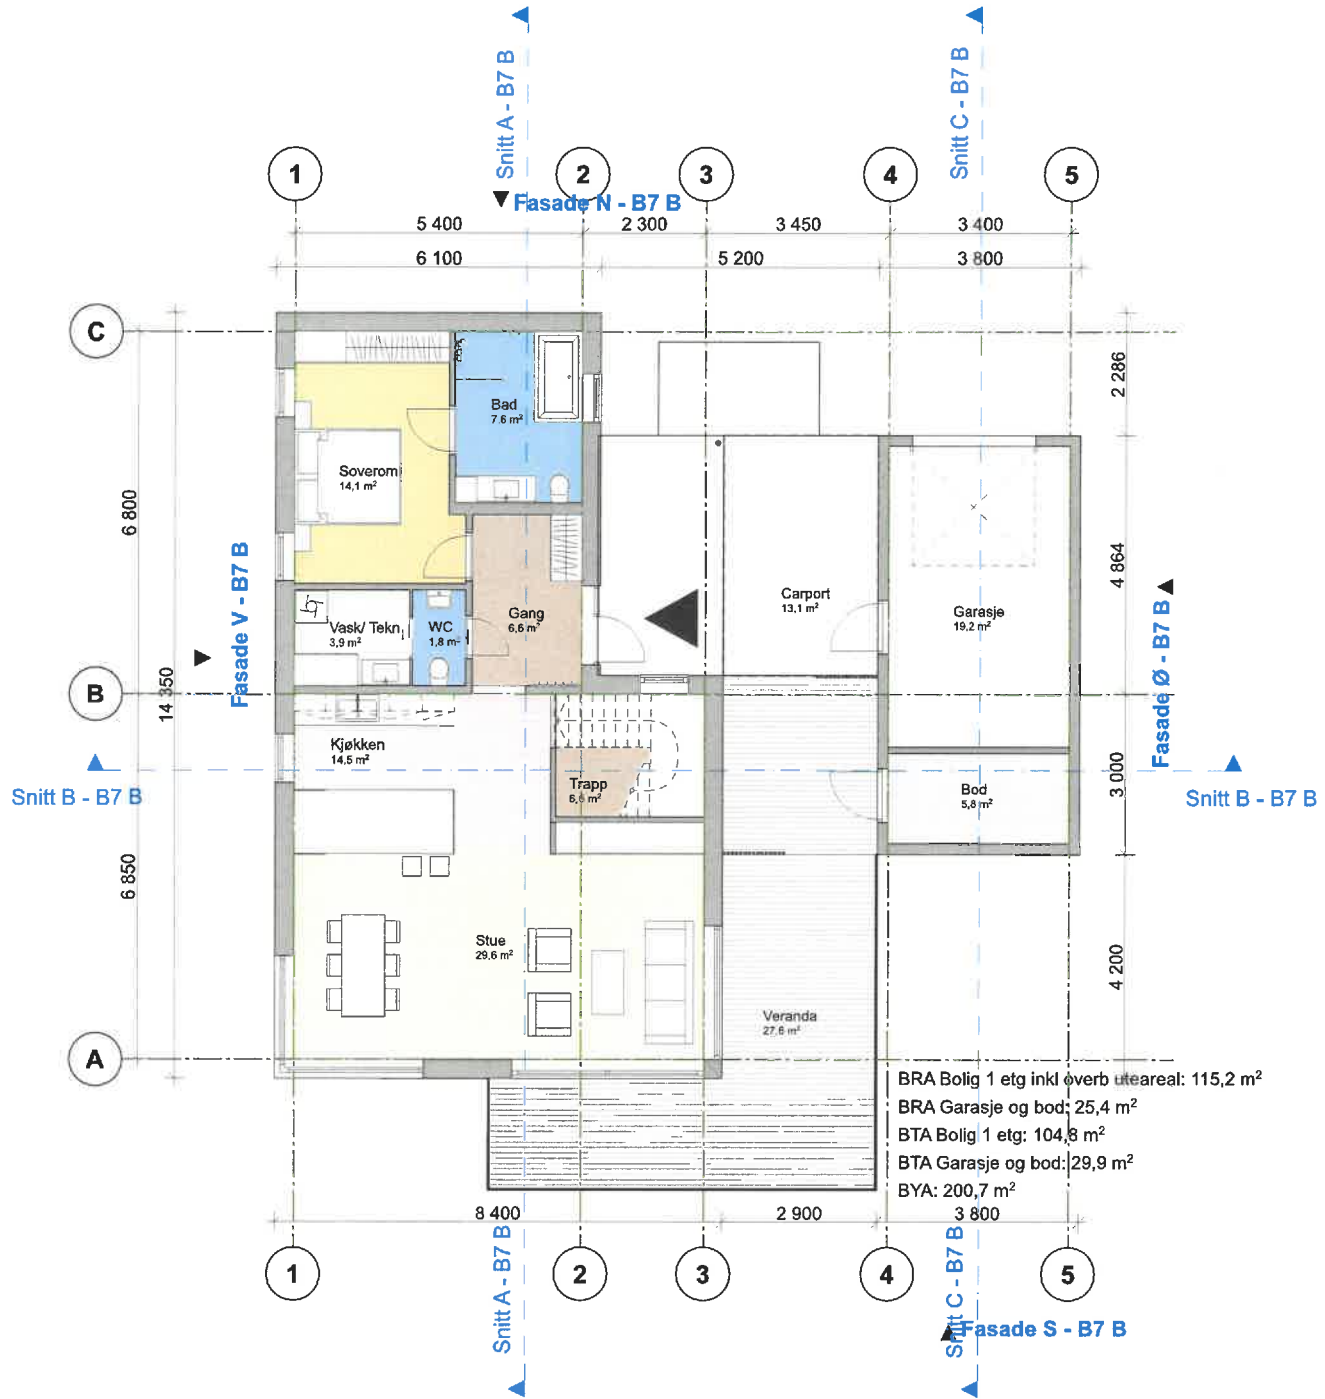 Snitt A - B7 B
Snitt C - B7 B
1
2
3
4
5
Fasade N - B7 B
5 400
2 300
3 450
3 400
6 100
5 200
3 800
C
2 286
Bad
7.6 m²
Soverom
14,1 m²
6 800
4 864
Fasade V - B7 B
Vask/ Tekn
3,9 m²
WC
1,8 m²
Gang
6,6 m²
Carport
13,1 m²
Garasje
19,2 m²
Fasade Ø - B7 B
B
14 350
Kjøkken
14,5 m²
Trapp
6,6 m²
Bod
5,8 m²
3 000
Snitt B - B7 B
Snitt B - B7 B
6 850
Stue
29,6 m²
4 200
Veranda
27,6 m²
A
BRA Bolig 1 etg inkl overb uteareal: 115,2 m²
BRA Garasje og bod: 25,4 m²
BTA Bolig 1 etg: 104,8 m²
BTA Garasje og bod: 29,9 m²
BYA: 200,7 m²
8 400
2 900
3 800
1
2
3
4
5
Snitt A - B7 B
Snitt C - B7 B
Fasade S - B7 B